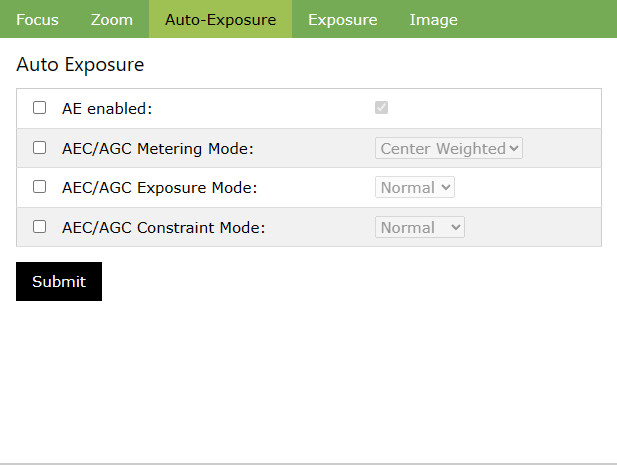 Focus Zoom Auto-Exposure Exposure Image
Auto Exposure
AE enabled:
AEC/AGC Metering Mode: Center Weighted
AEC/AGC Exposure Mode: Normal
AEC/AGC Constraint Mode: Normal
Submit